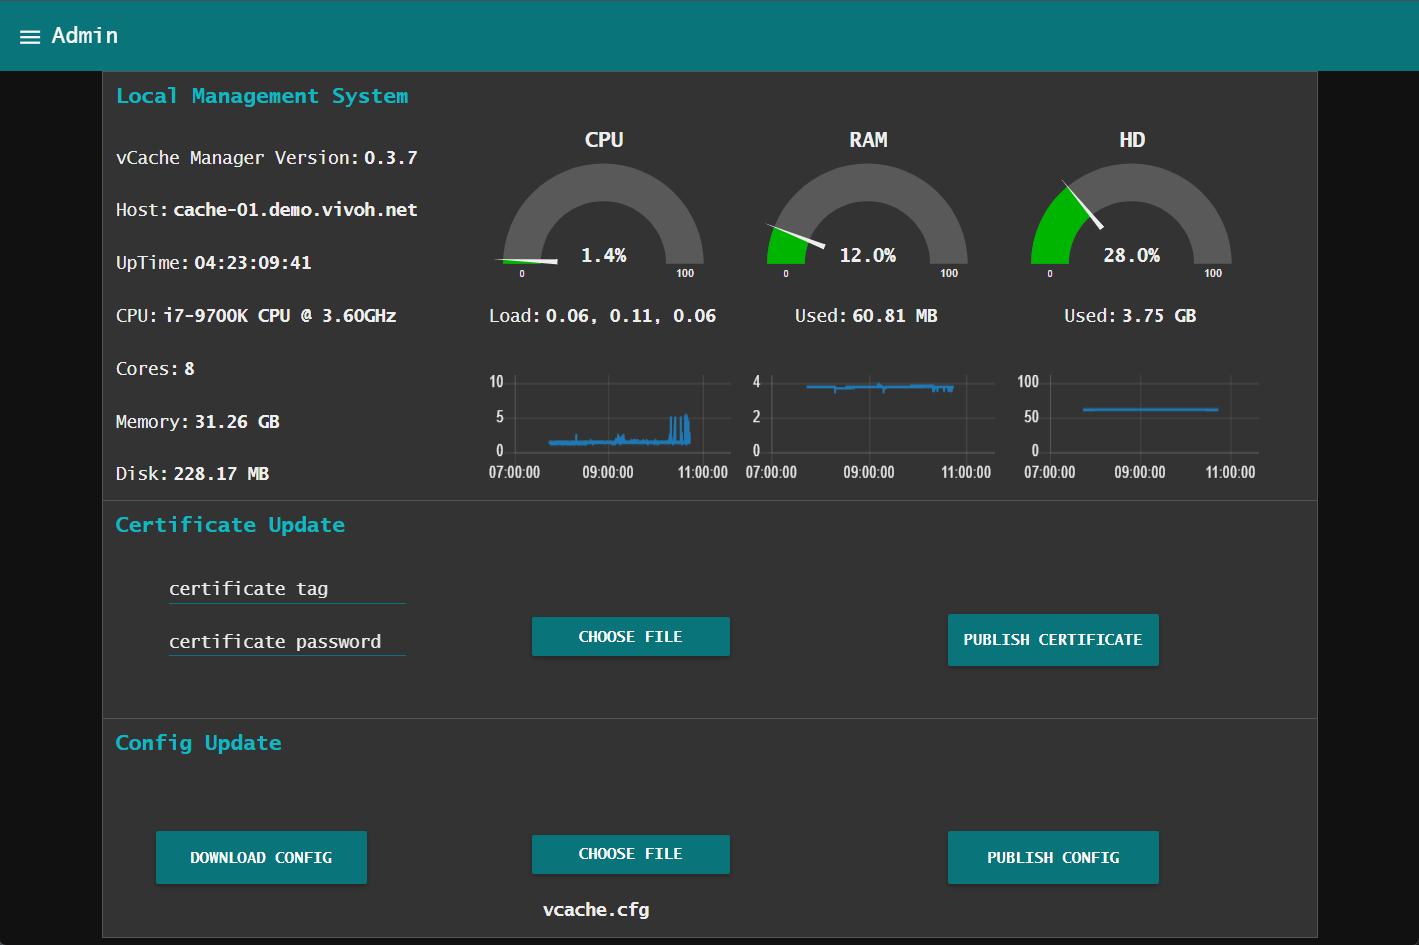 Admin
Local Management System
vCache Manager Version: 0.3.7
Host: cache-01.demo.vivoh.net
UpTime: 04:23:09:41
CPU: i7-9700K CPU @ 3.60GHz
Cores: 8
Memory: 31.26 GB
Disk: 228.17 MB
CPU
1.4%
0 100
Load: 0.06, 0.11, 0.06
10
5
0
07:00:00 09:00:00 11:00:00
RAM
12.0%
0 100
Used: 60.81 MB
4
2
0
07:00:00 09:00:00 11:00:00
HD
28.0%
0 100
Used: 3.75 GB
100
50
0
07:00:00 09:00:00 11:00:00
Certificate Update
certificate tag
certificate password
CHOOSE FILE
PUBLISH CERTIFICATE
Config Update
DOWNLOAD CONFIG
CHOOSE FILE
vcache.cfg
PUBLISH CONFIG